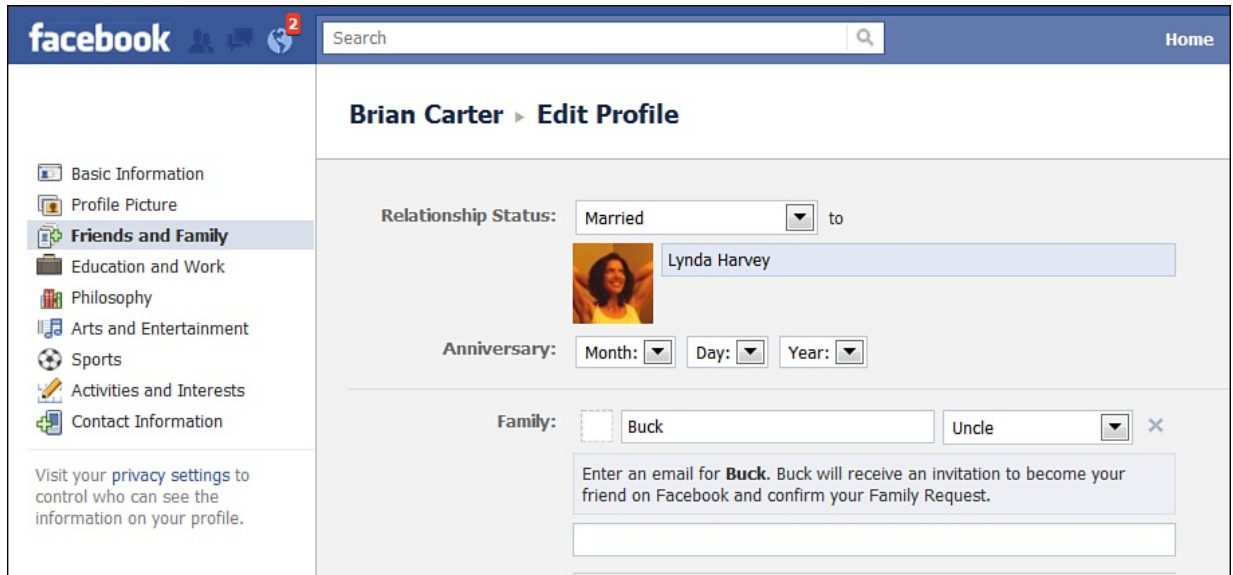 facebook
2
Search
Home
Brian Carter ▸ Edit Profile
Basic Information
Profile Picture
Friends and Family
Education and Work
Philosophy
Arts and Entertainment
Sports
Activities and Interests
Contact Information
Visit your privacy settings to
control who can see the
information on your profile.
Relationship Status: Married to
Lynda Harvey
Anniversary: Month: Day: Year:
Family: Buck Uncle
Enter an email for Buck. Buck will receive an invitation to become your
friend on Facebook and confirm your Family Request.